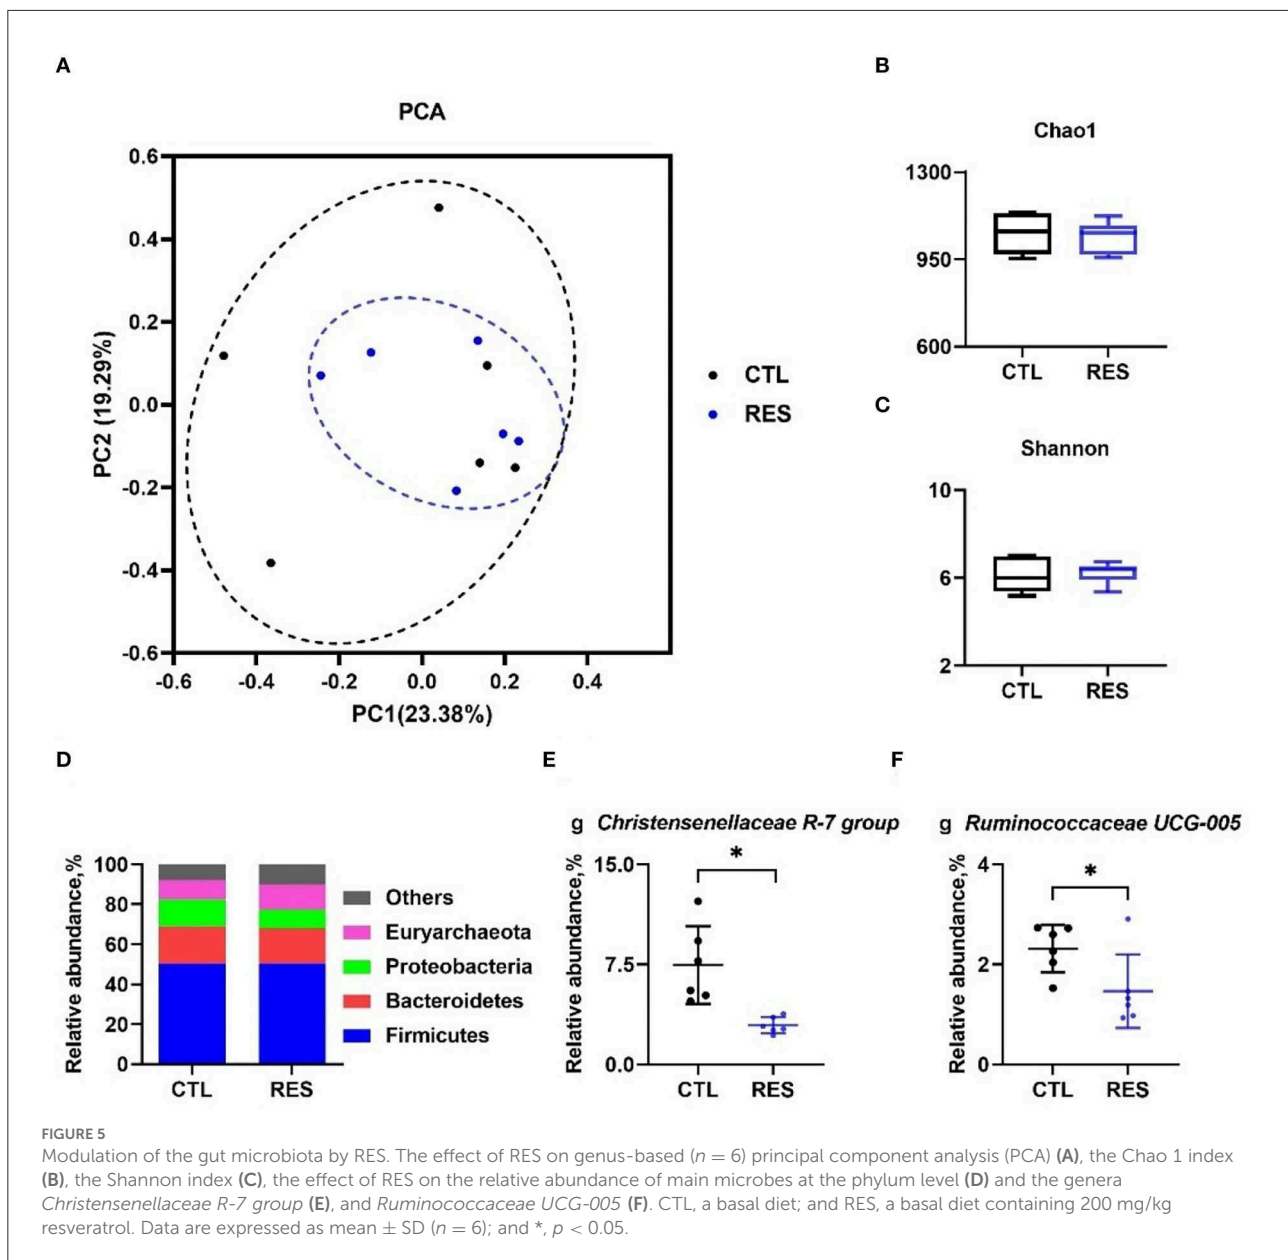 A
PCA
0.6
0.4
0.2
0.0
-0.2
-0.4
-0.6
PC2 (19.29%)
-0.6 -0.4 -0.2 0.0 0.2 0.4
PC1(23.38%)
CTL
RES
B
Chao1
1300
950
600
CTL RES
C
Shannon
10
6
2
CTL RES
D
Relative abundance,%
100
80
60
40
20
0
CTL RES
Others
Euryarchaeota
Proteobacteria
Bacteroidetes
Firmicutes
E
g Christensenellaceae R-7 group
Relative abundance,%
15.0
7.5
0.0
*
CTL RES
F
g Ruminococcaceae UCG-005
Relative abundance,%
4
2
0
*
CTL RES
FIGURE 5
Modulation of the gut microbiota by RES. The effect of RES on genus-based (n = 6) principal component analysis (PCA) (A), the Chao 1 index
(B), the Shannon index (C), the effect of RES on the relative abundance of main microbes at the phylum level (D) and the genera
Christensenellaceae R-7 group (E), and Ruminococcaceae UCG-005 (F). CTL, a basal diet; and RES, a basal diet containing 200 mg/kg
resveratrol. Data are expressed as mean ± SD (n = 6); and *, p < 0.05.